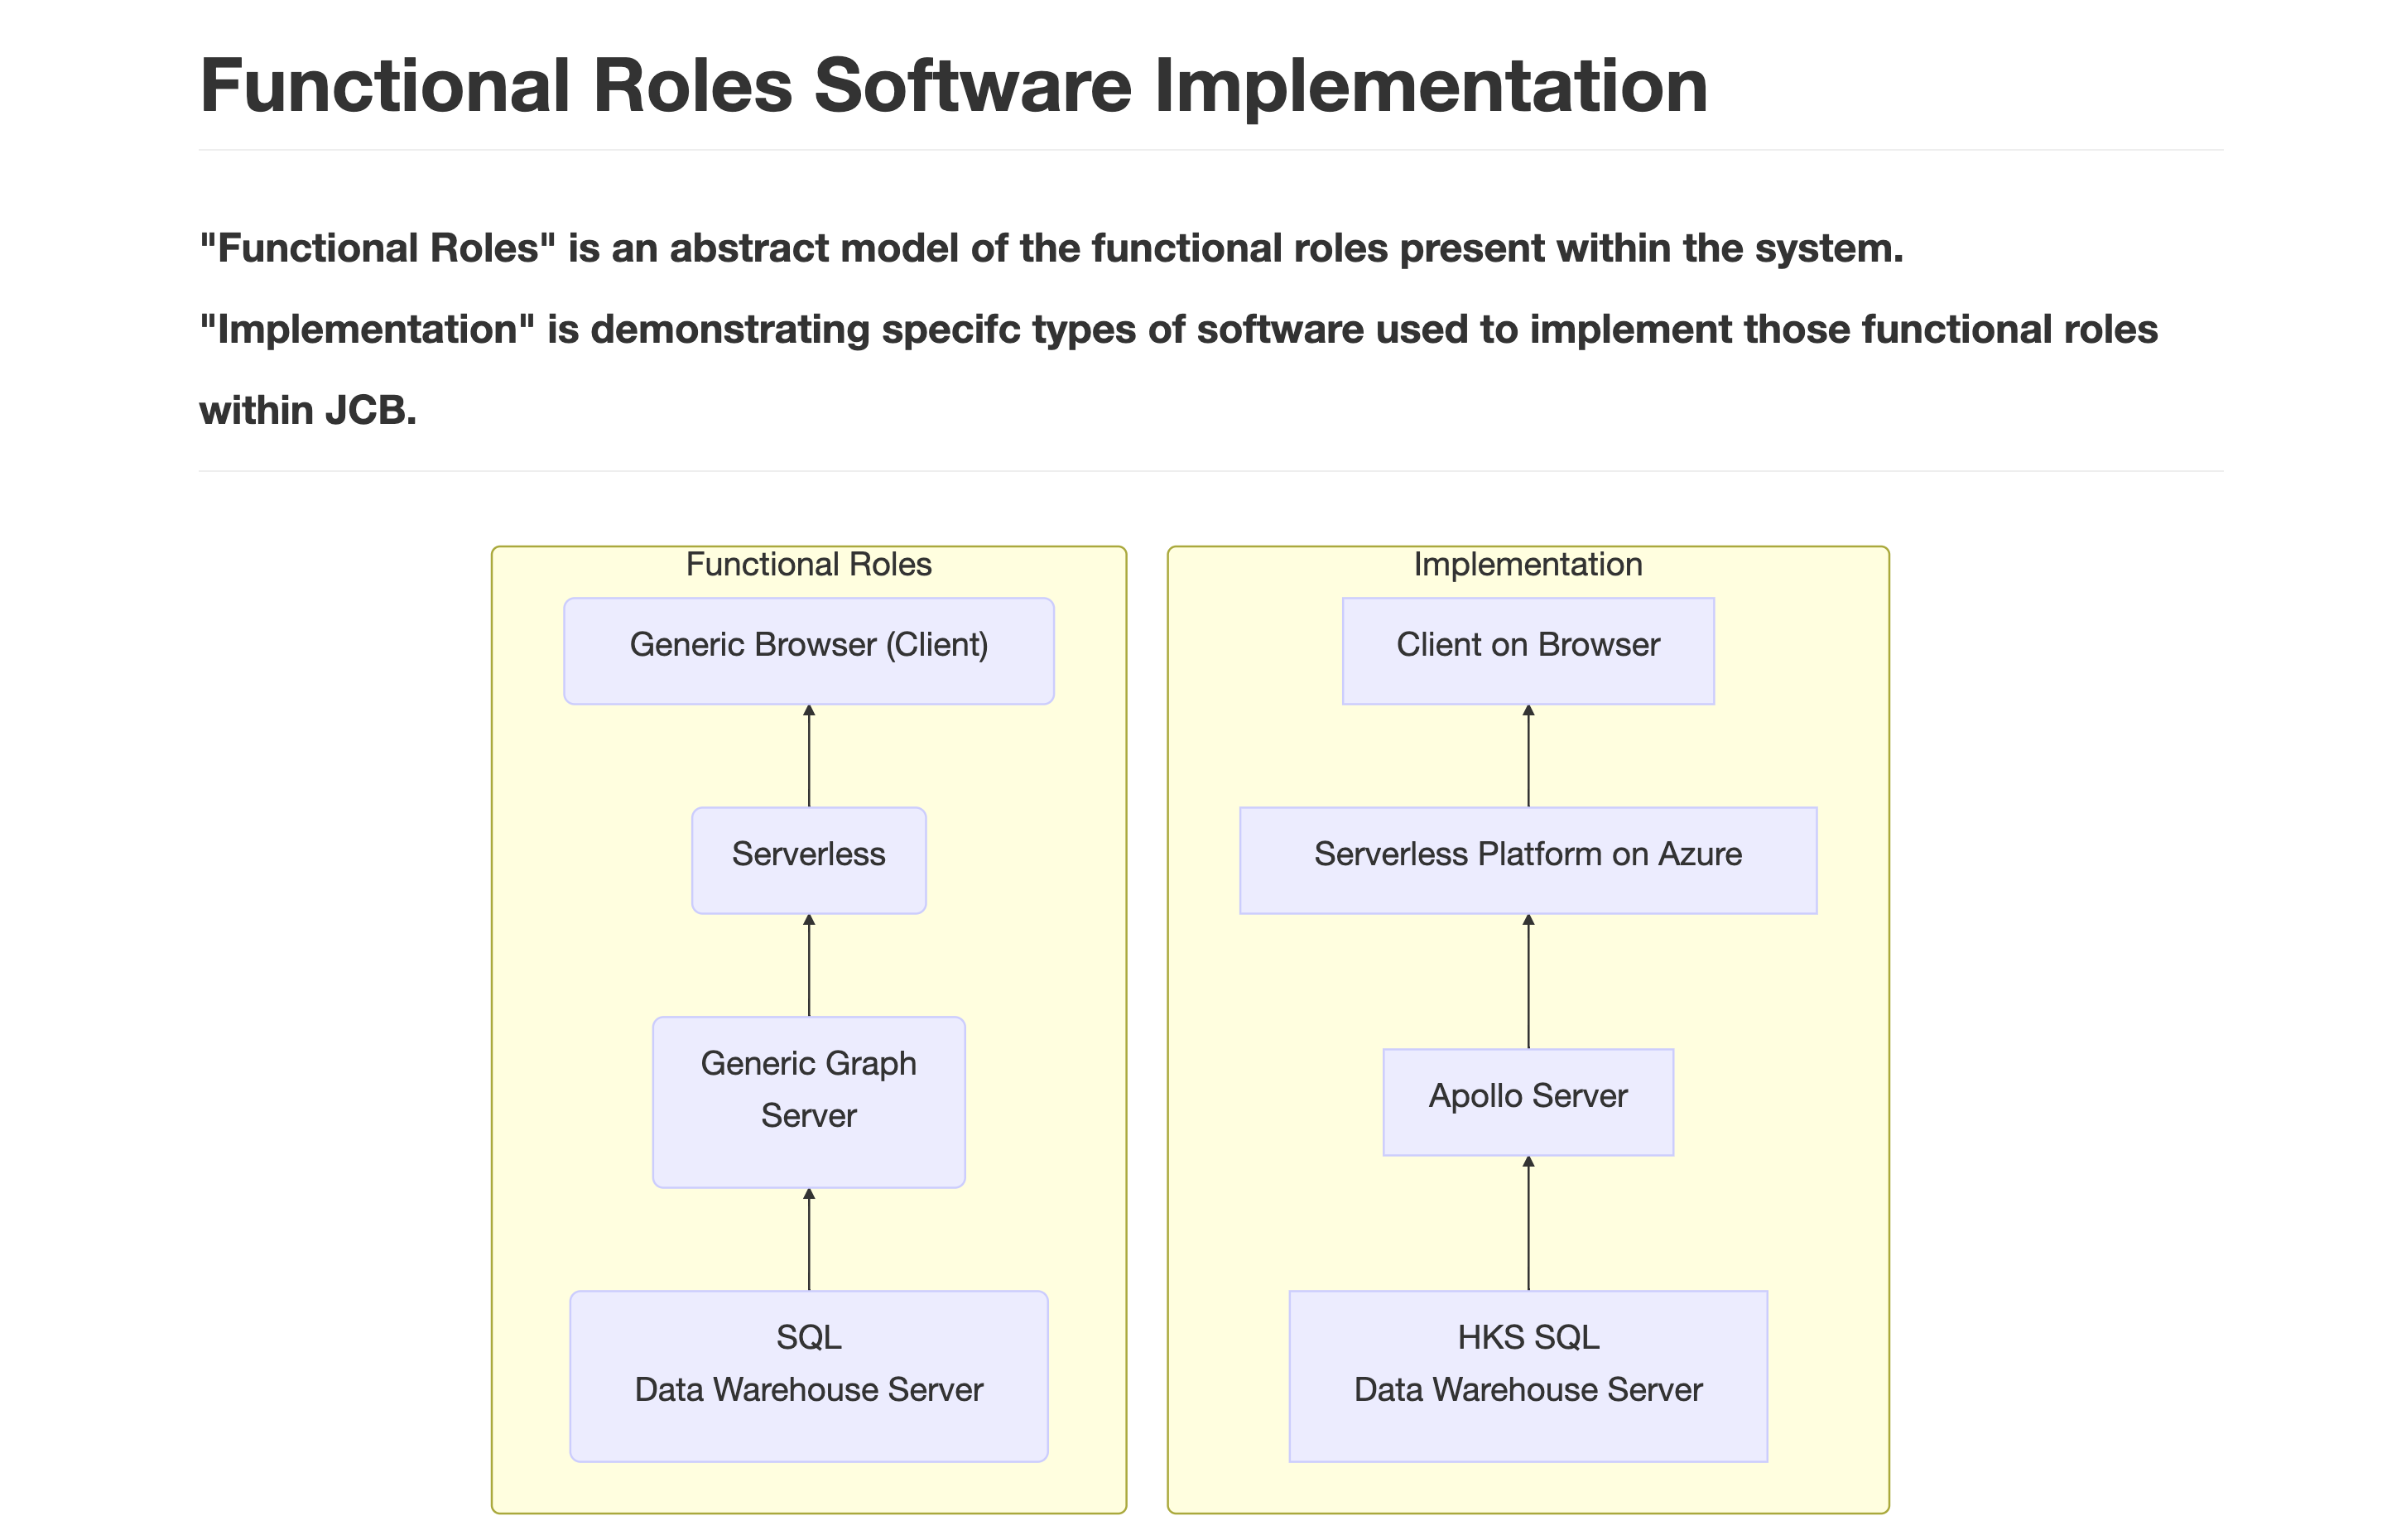 Functional Roles Software Implementation
"Functional Roles" is an abstract model of the functional roles present within the system.
"Implementation" is demonstrating specifc types of software used to implement those functional roles
within JCB.
Functional Roles
Generic Browser (Client)
Serverless
Generic Graph
Server
SQL
Data Warehouse Server
Implementation
Client on Browser
Serverless Platform on Azure
Apollo Server
HKS SQL
Data Warehouse Server